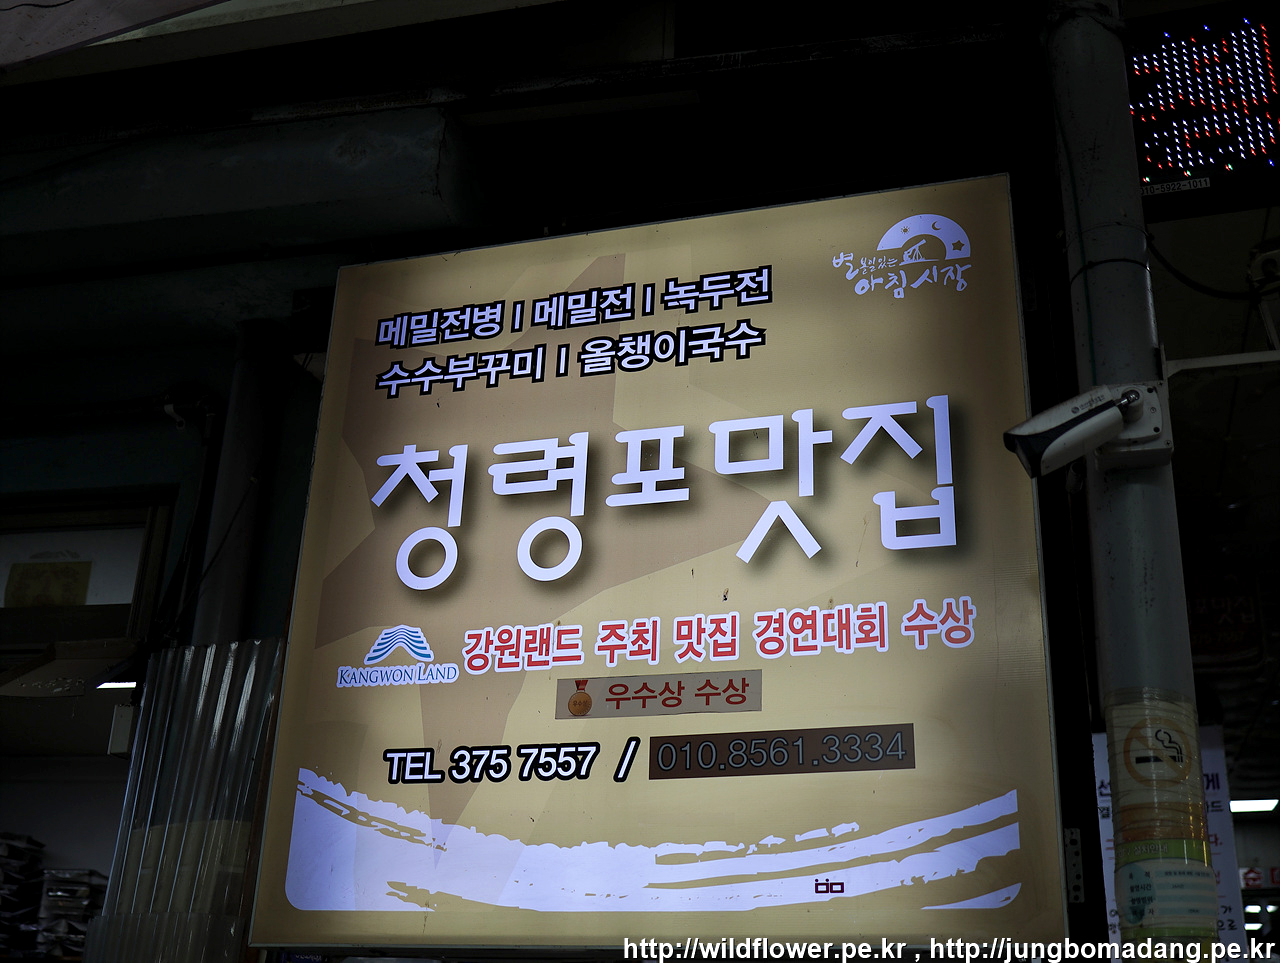 별볼일있는
아침시장
메밀전병 | 메밀전 | 녹두전
수수부꾸미 | 올챙이국수
청령포맛집
KANGWON LAND 강원랜드 주최 맛집 경연대회 수상
우수상 수상
TEL 375 7557 / 010.8561.3334
010-5922-1011
http://wildflower.pe.kr , http://jungbomadang.pe.kr